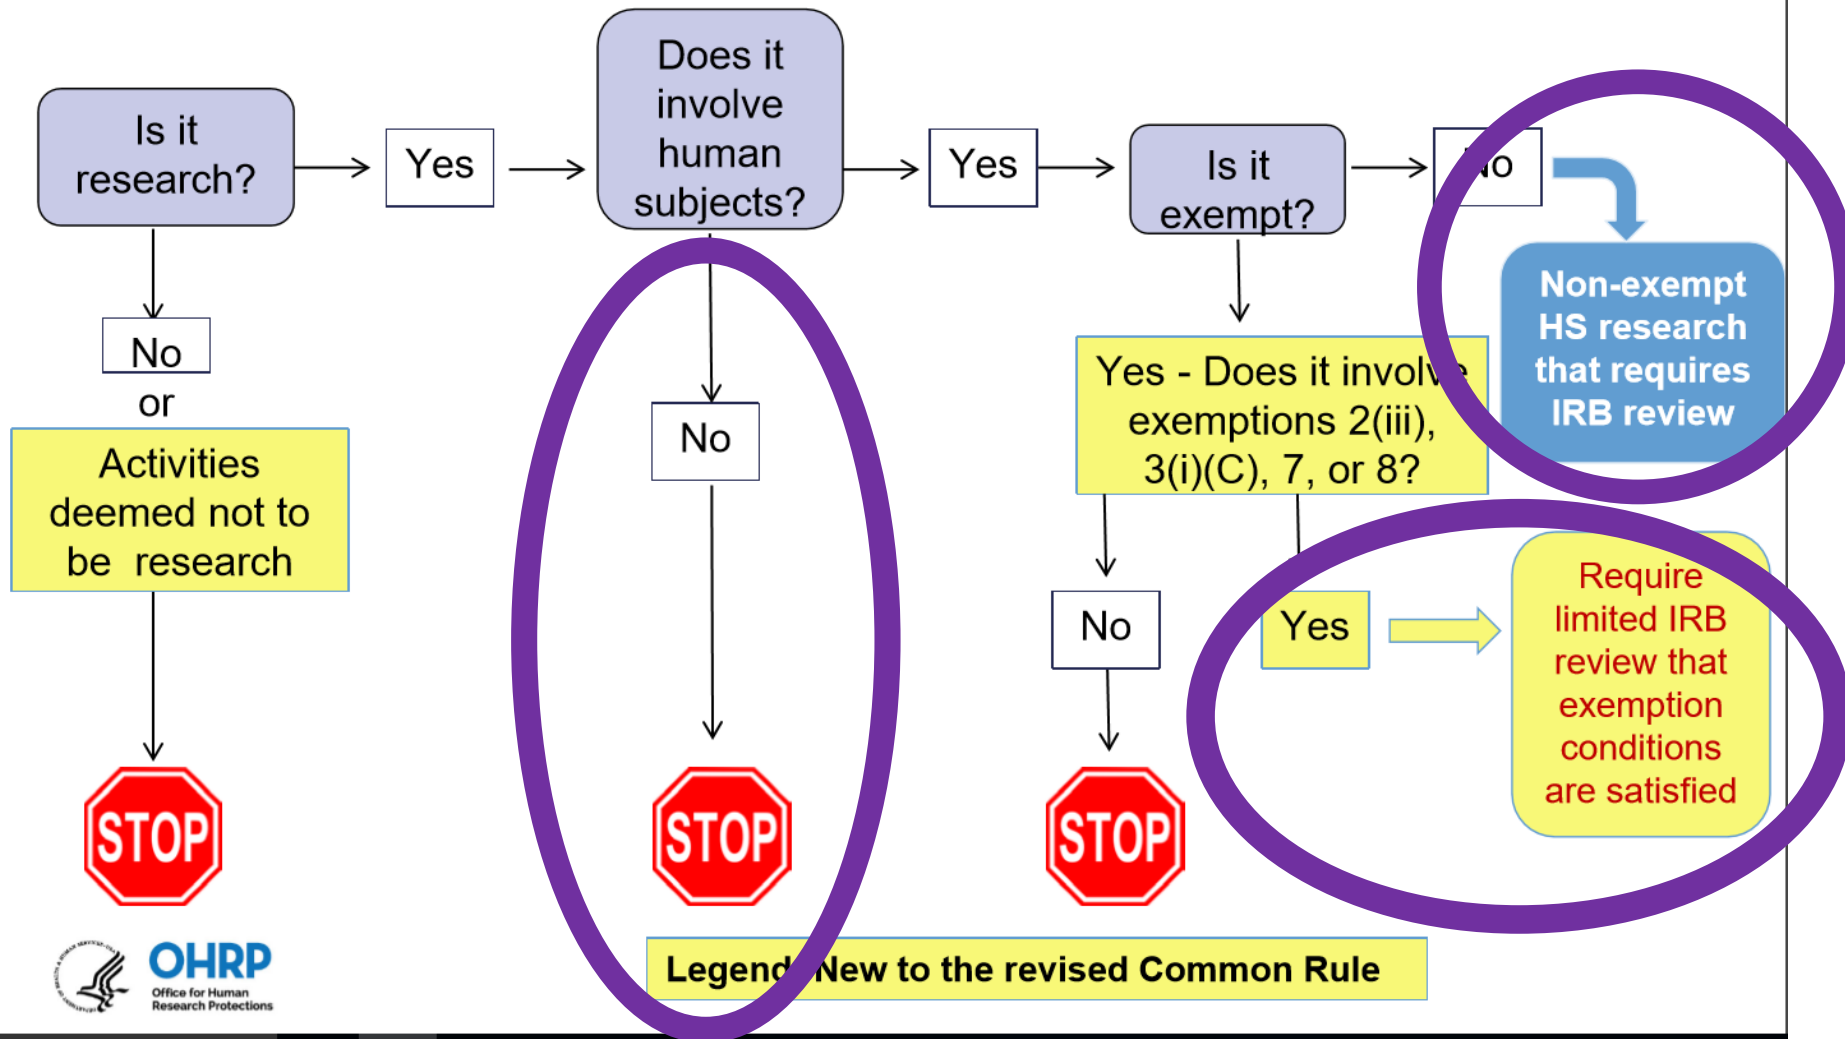 Is it
research?
Yes
Does it
involve
human
subjects?
Yes
Is it
exempt?
No
Non-exempt
HS research
that requires
IRB review
No
or
Activities
deemed not to
be research
STOP
No
STOP
Yes - Does it involve
exemptions 2(iii),
3(i)(C), 7, or 8?
No
STOP
Yes
Require
limited IRB
review that
exemption
conditions
are satisfied
OHRP
Office for Human
Research Protections
Legend: New to the revised Common Rule